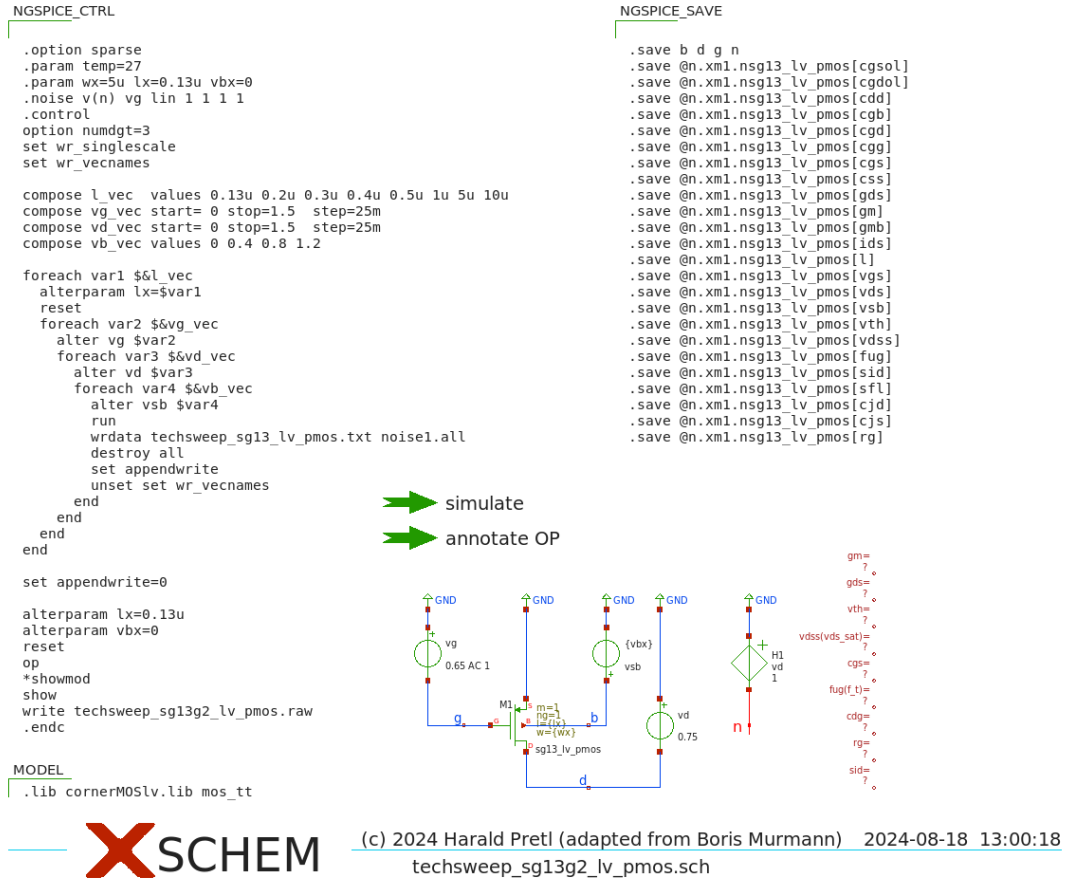 NGSPICE_CTRL
.option sparse
.param temp=27
.param wx=5u lx=0.13u vbx=0
.noise v(n) vg lin 1 1 1 1
.control
option numdgt=3
set wr_singlescale
set wr_vecnames
compose l_vec  values 0.13u 0.2u 0.3u 0.4u 0.5u 1u 5u 10u
compose vg_vec start= 0 stop=1.5  step=25m
compose vd_vec start= 0 stop=1.5  step=25m
compose vb_vec values 0 0.4 0.8 1.2
foreach var1 $&l_vec
alterparam lx=$var1
reset
foreach var2 $&vg_vec
alter vg $var2
foreach var3 $&vd_vec
alter vd $var3
foreach var4 $&vb_vec
alter vsb $var4
run
wrdata techsweep_sg13_lv_pmos.txt noise1.all
destroy all
set appendwrite
unset set wr_vecnames
end
end
end
end
set appendwrite=0
alterparam lx=0.13u
alterparam vbx=0
reset
op
*showmod
show
write techsweep_sg13g2_lv_pmos.raw
.endc
MODEL
.lib cornerMOSlv.lib mos_tt
NGSPICE_SAVE
.save b d g n
.save @n.xm1.nsg13_lv_pmos[cgsol]
.save @n.xm1.nsg13_lv_pmos[cgdol]
.save @n.xm1.nsg13_lv_pmos[cdd]
.save @n.xm1.nsg13_lv_pmos[cgb]
.save @n.xm1.nsg13_lv_pmos[cgd]
.save @n.xm1.nsg13_lv_pmos[cgg]
.save @n.xm1.nsg13_lv_pmos[cgs]
.save @n.xm1.nsg13_lv_pmos[css]
.save @n.xm1.nsg13_lv_pmos[gds]
.save @n.xm1.nsg13_lv_pmos[gm]
.save @n.xm1.nsg13_lv_pmos[gmb]
.save @n.xm1.nsg13_lv_pmos[ids]
.save @n.xm1.nsg13_lv_pmos[l]
.save @n.xm1.nsg13_lv_pmos[vgs]
.save @n.xm1.nsg13_lv_pmos[vds]
.save @n.xm1.nsg13_lv_pmos[vsb]
.save @n.xm1.nsg13_lv_pmos[vth]
.save @n.xm1.nsg13_lv_pmos[vdss]
.save @n.xm1.nsg13_lv_pmos[fug]
.save @n.xm1.nsg13_lv_pmos[sid]
.save @n.xm1.nsg13_lv_pmos[sfl]
.save @n.xm1.nsg13_lv_pmos[cjd]
.save @n.xm1.nsg13_lv_pmos[cjs]
.save @n.xm1.nsg13_lv_pmos[rg]
simulate
annotate OP
GND GND GND GND GND
vg
0.65 AC 1
{vbx}
vsb
H1
vd
1
M1
S
m=1
ng=1
l={lx}
w={wx}
G
B
D
sg13_lv_pmos
g
b
d
vd
0.75
n
gm=
?
gds=
?
vth=
?
vdss(vds_sat)=
?
cgs=
?
fug(f_t)=
?
cdg=
?
rg=
?
sid=
?
XSCHEM
(c) 2024 Harald Pretl (adapted from Boris Murmann)
2024-08-18  13:00:18
techsweep_sg13g2_lv_pmos.sch